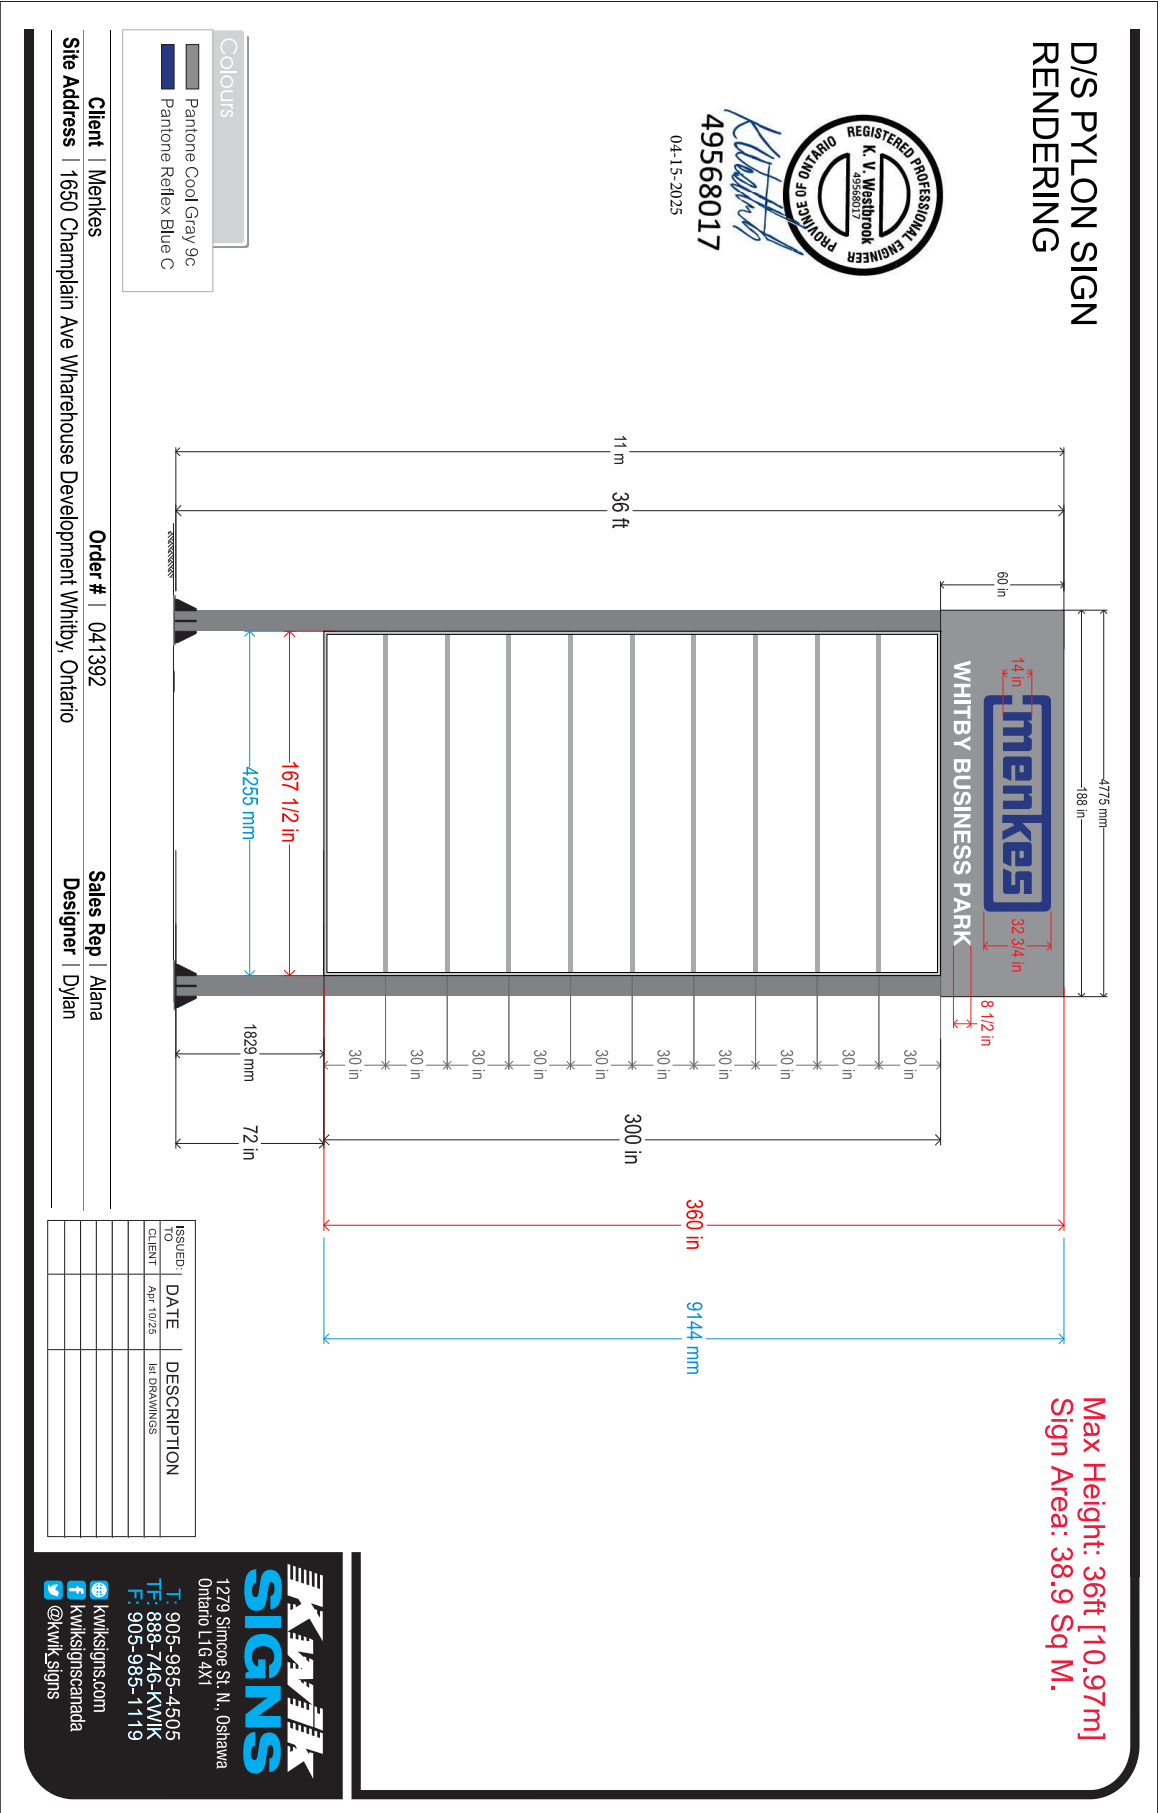 D/S PYLON SIGN
RENDERING
Max Height: 36ft [10.97m]
Sign Area: 38.9 Sq M.
REGISTERED PROFESSIONAL ENGINEER
K. V. Westbrook
49568017
PROVINCE OF ONTARIO
KWestbrook
49568017
04-15-2025
4775 mm
188 in
menkes
WHITBY BUSINESS PARK
14 in
32 3/4 in
8 1/2 in
60 in
11 m
36 ft
30 in
30 in
30 in
30 in
30 in
30 in
30 in
30 in
30 in
30 in
300 in
360 in
9144 mm
167 1/2 in
4255 mm
1829 mm
72 in
Colours
Pantone Cool Gray 9c
Pantone Reflex Blue C
Client | Menkes
Order # | 041392
Sales Rep | Alana
Site Address | 1650 Champlain Ave Wharehouse Development Whitby, Ontario
Designer | Dylan
ISSUED: TO
DATE
DESCRIPTION
CLIENT
Apr 10/25
Ist DRAWINGS
Kwik
SIGNS
1279 Simcoe St. N., Oshawa
Ontario L1G 4X1
T: 905-985-4505
TF: 888-746-KWIK
F: 905-985-1119
kwiksigns.com
kwiksignscanada
@kwik_signs